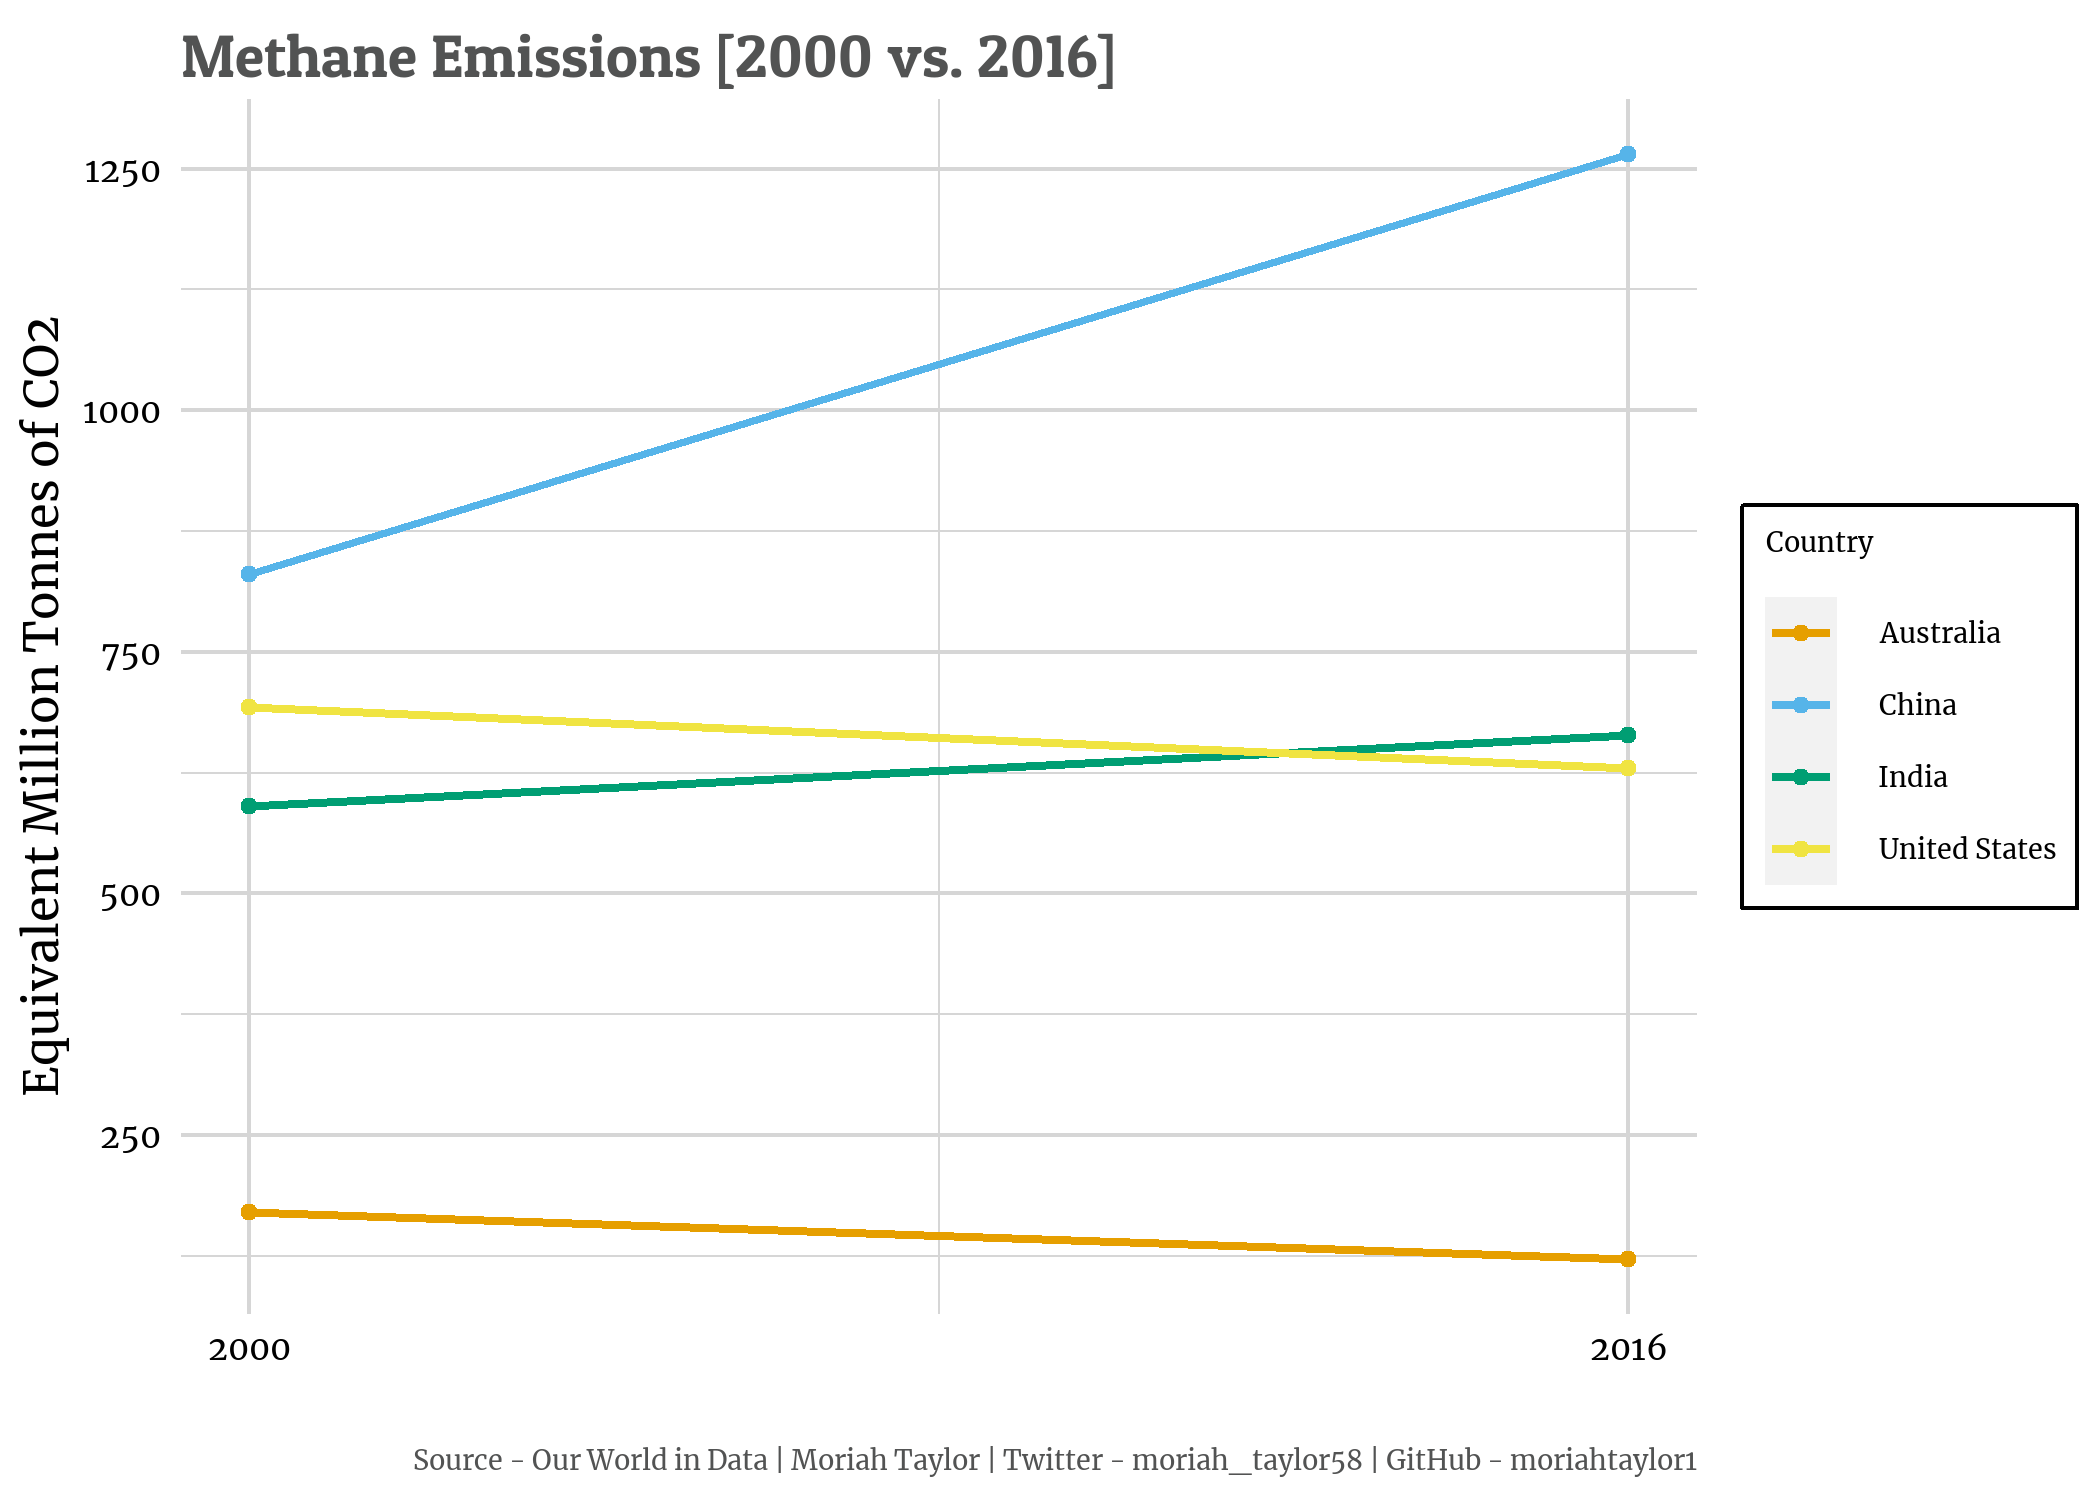 Methane Emissions [2000 vs. 2016]
Equivalent Million Tonnes of CO2
1250
1000
750
500
250
2000
2016
Country
Australia
China
India
United States
Source - Our World in Data | Moriah Taylor | Twitter - moriah_taylor58 | GitHub - moriahtaylor1